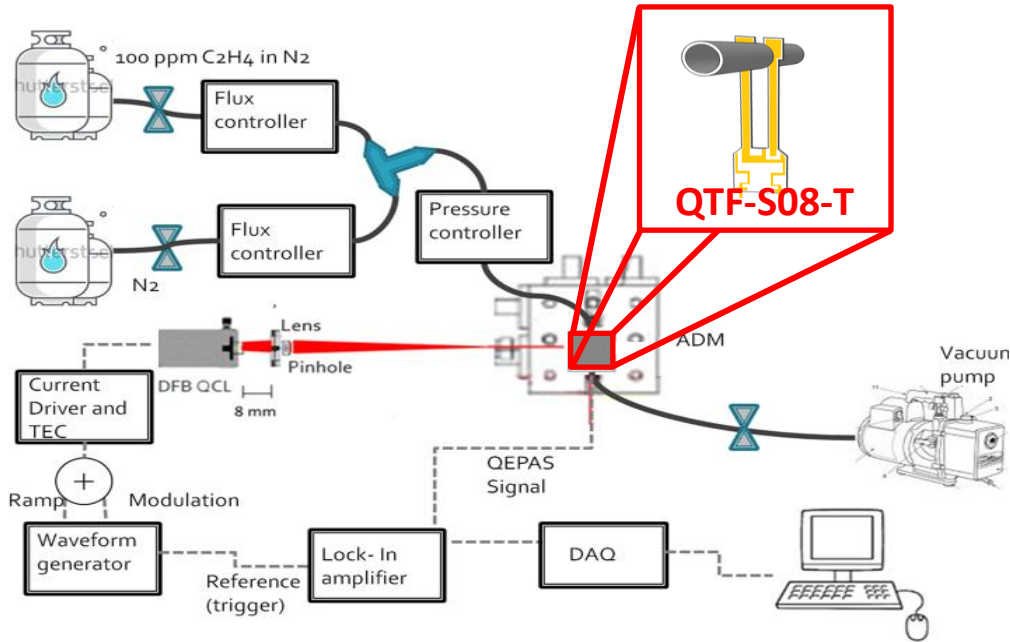 100 ppm C2H4 in N2
Flux
controller
QTF-S08-T
Pressure
controller
Flux
controller
N2
ADM
Lens
Pinhole
DFB QCL
8 mm
Vacuum
pump
Current
Driver and
TEC
+
Ramp
Modulation
QEPAS
Signal
Waveform
generator
Reference
(trigger)
Lock- In
amplifier
DAQ